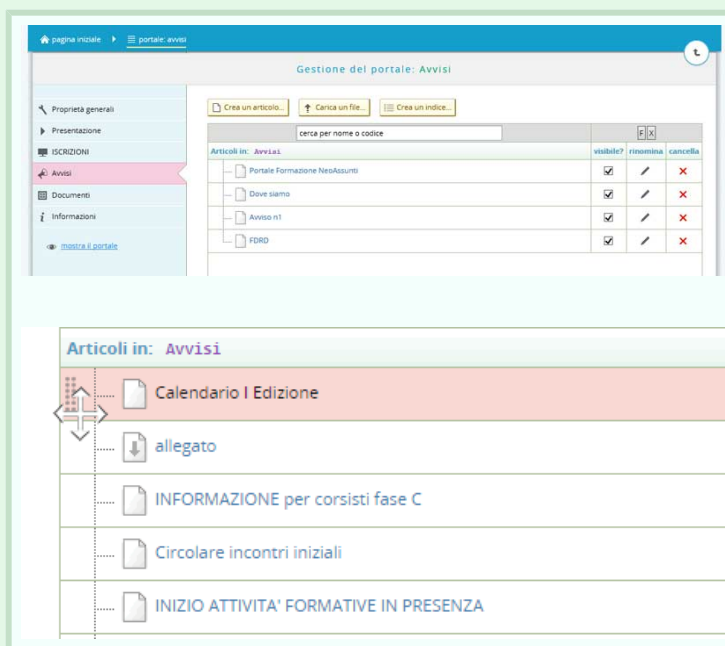 pagina iniziale portale: avvisi
Gestione del portale: Avvisi
Proprietà generali
Presentazione
ISCRIZIONI
Avvisi
Documenti
Informazioni
mostra il portale
Crea un articolo... Carica un file... Crea un indice...
cerca per nome o codice F X
Articoli in: Avvisi visibile? rinomina cancella
Portale Formazione NeoAssunti
Dove siamo
Avviso n1
FDRD
Articoli in: Avvisi
Calendario I Edizione
allegato
INFORMAZIONE per corsisti fase C
Circolare incontri iniziali
INIZIO ATTIVITA' FORMATIVE IN PRESENZA